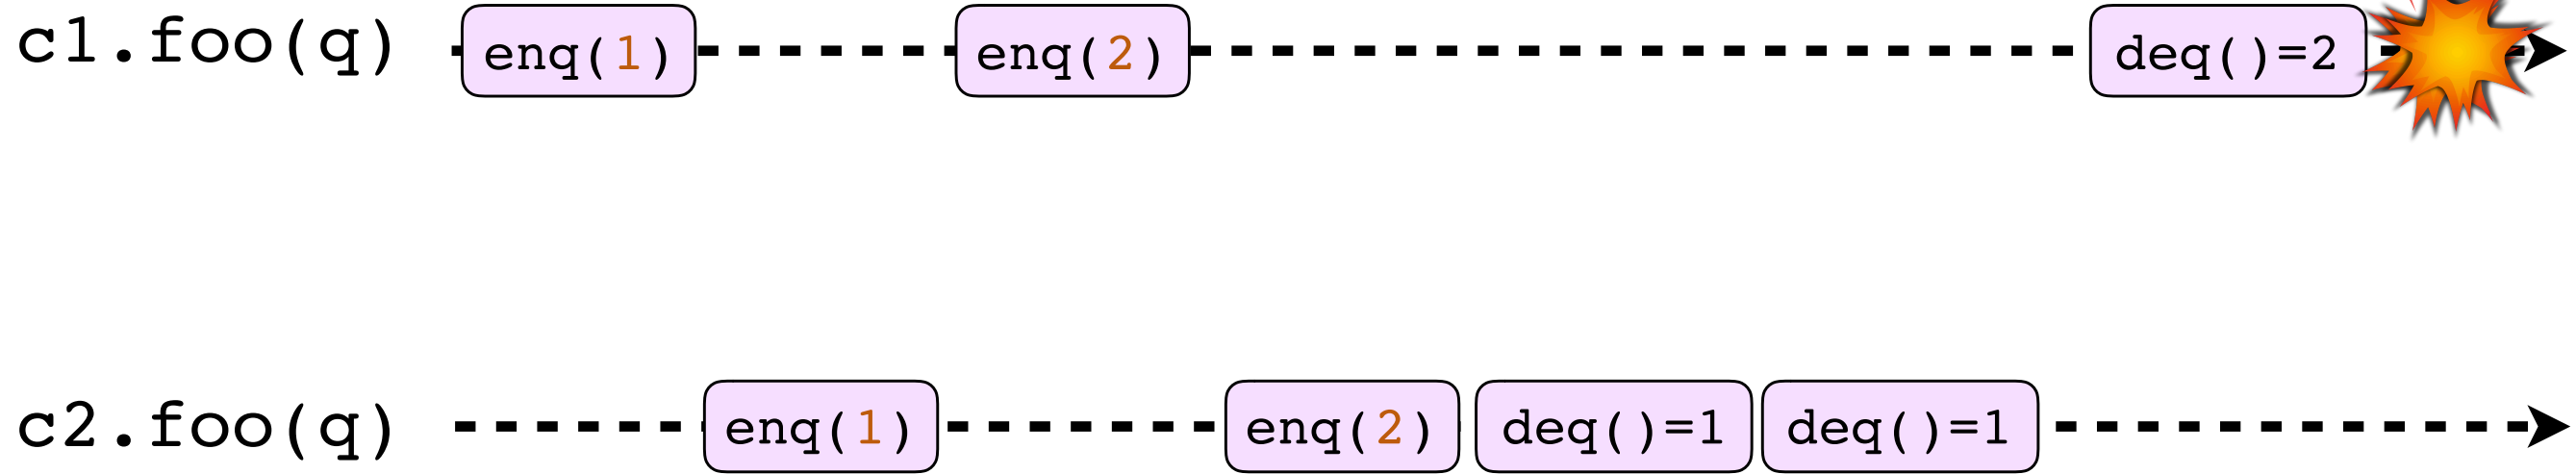 c1.foo(q) enq(1) enq(2) deq()=2
c2.foo(q) enq(1) enq(2) deq()=1 deq()=1